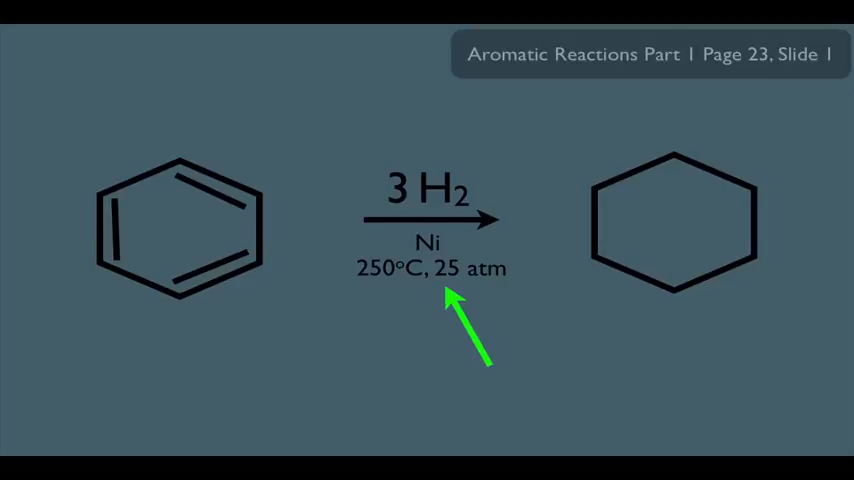 Aromatic Reactions Part 1 Page 23, Slide 1
3 H₂
Ni
250°C, 25 atm